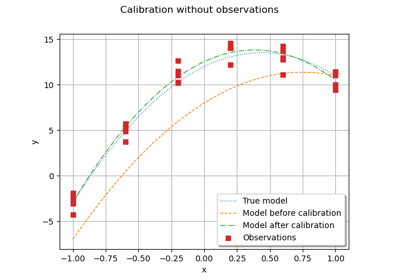 Calibration without observations
15
10
5
0
−5
y
−1.00 −0.75 −0.50 −0.25 0.00 0.25 0.50 0.75 1.00
x
True model
Model before calibration
Model after calibration
Observations